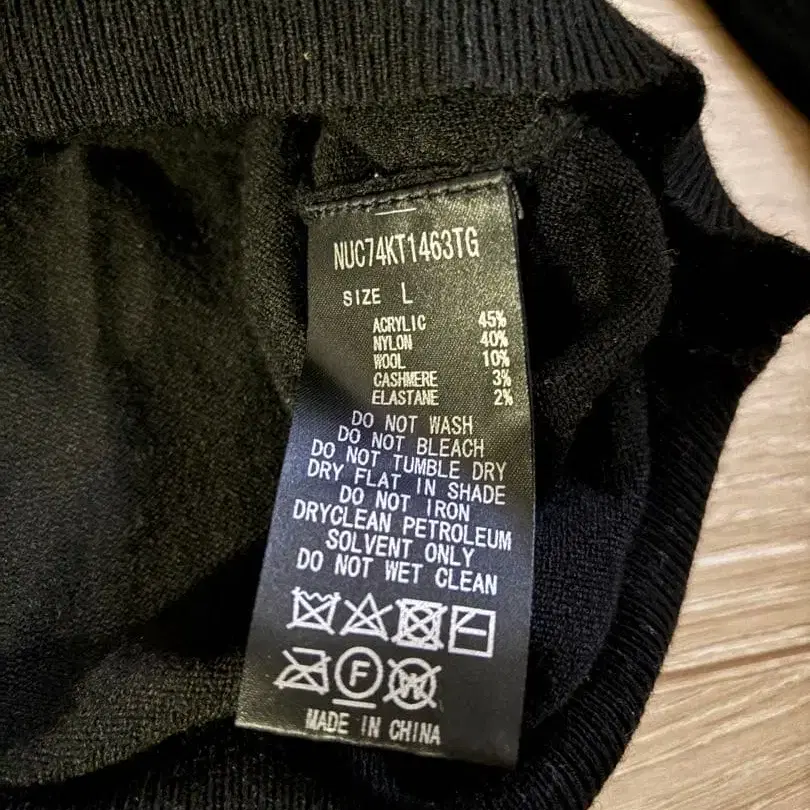 NUC74KT1463TG
SIZE L
ACRYLIC 45%
NYLON 40%
WOOL 10%
CASHMERE 3%
ELASTANE 2%
DO NOT WASH
DO NOT BLEACH
DO NOT TUMBLE DRY
DRY FLAT IN SHADE
DO NOT IRON
DRYCLEAN PETROLEUM
SOLVENT ONLY
DO NOT WET CLEAN
F W
MADE IN CHINA